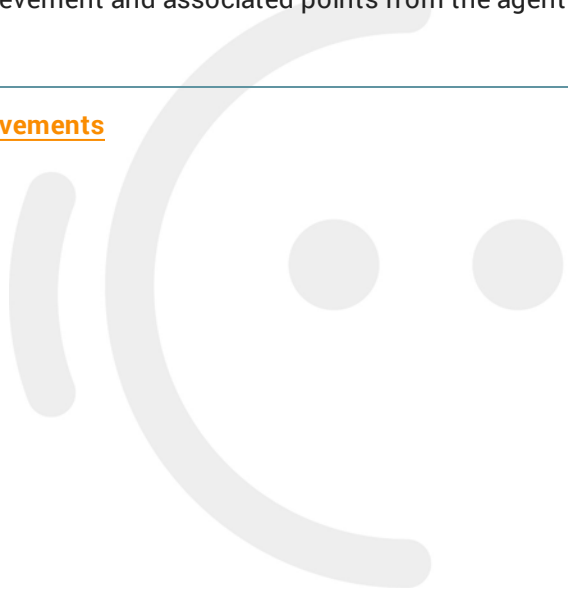 evement and associated points from the agent
vements